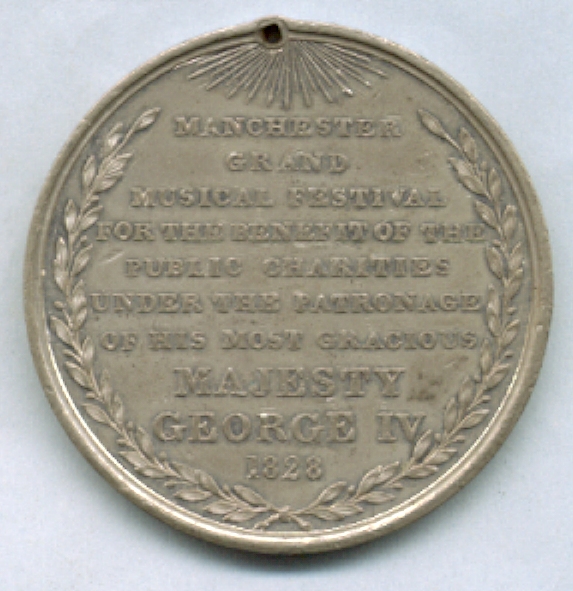 MANCHESTER
GRAND
MUSICAL FESTIVAL
FOR THE BENEFIT OF THE
PUBLIC CHARITIES
UNDER THE PATRONAGE
OF HIS MOST GRACIOUS
MAJESTY
GEORGE IV
1828